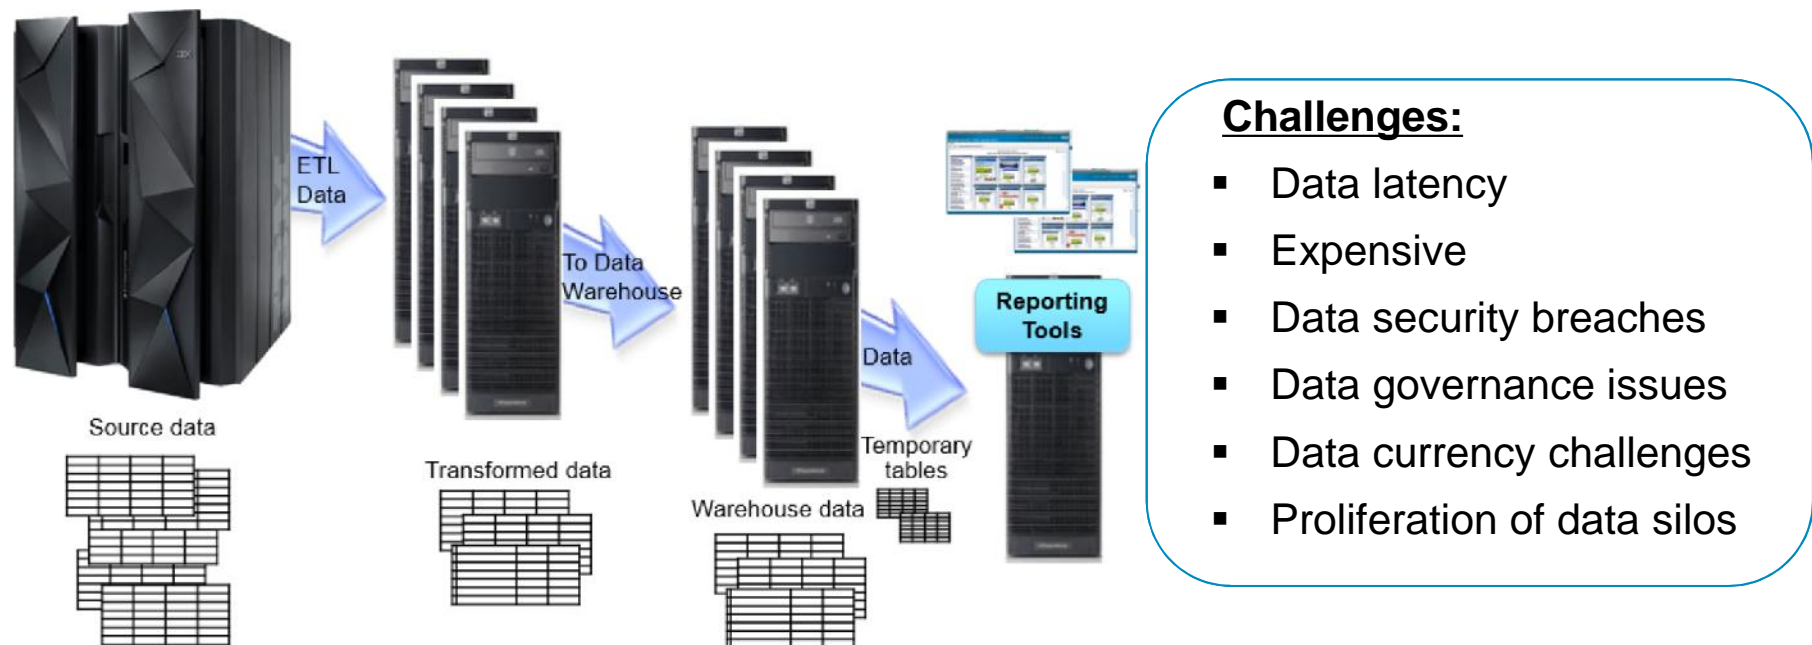 ETL
Data
To Data
Warehouse
Data
Reporting
Tools
Source data
Transformed data
Warehouse data
Temporary
tables
Challenges:
Data latency
Expensive
Data security breaches
Data governance issues
Data currency challenges
Proliferation of data silos